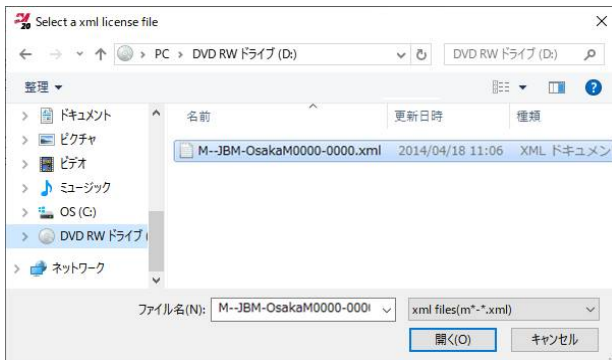 20 Select a xml license file
PC > DVD RW ドライブ (D:)
DVD RW ドライブ (D:)
整理
ドキュメント
ピクチャ
ビデオ
ミュージック
OS (C:)
DVD RW ドライブ (
ネットワーク
名前 更新日時 種類
M--JBM-OsakaM0000-0000.xml 2014/04/18 11:06 XML ドキュメン
ファイル名(N): M--JBM-OsakaM0000-000 xml files(m*-*.xml)
開く(O) キャンセル